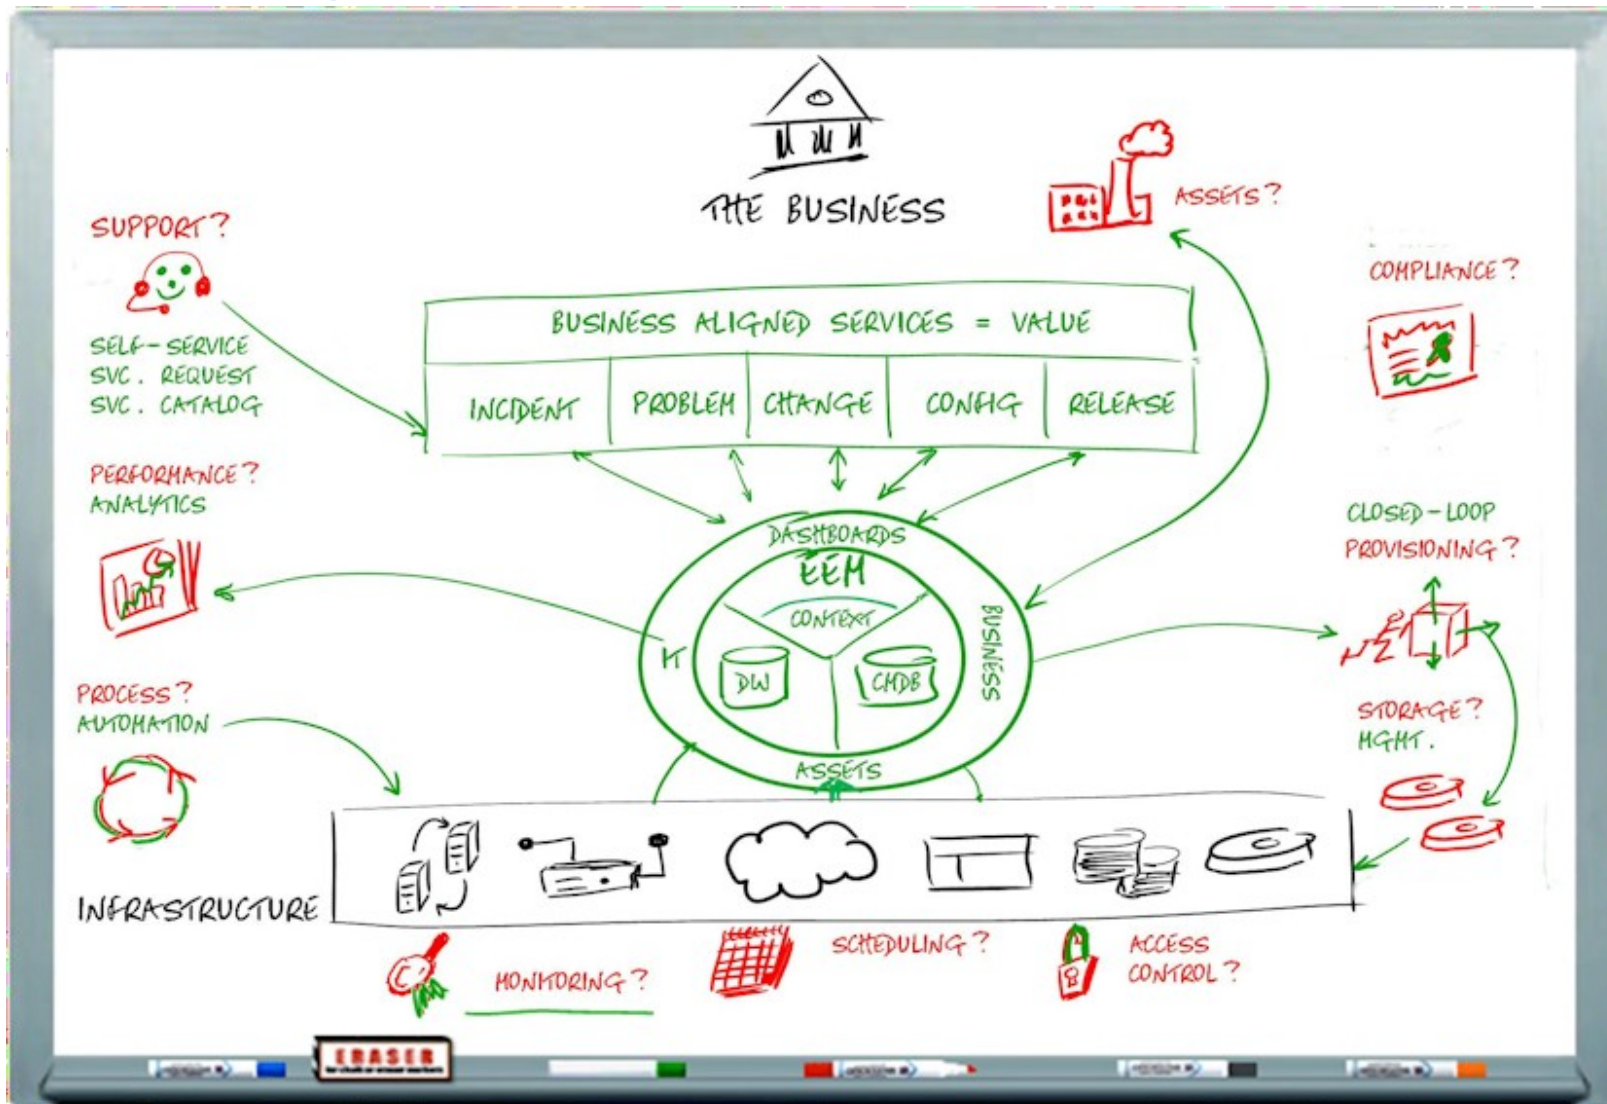 THE BUSINESS
ASSETS?
SUPPORT?
SELF-SERVICE
SVC. REQUEST
SVC. CATALOG
COMPLIANCE?
BUSINESS ALIGNED SERVICES = VALUE
INCIDENT
PROBLEM
CHANGE
CONFIG
RELEASE
PERFORMANCE?
ANALYTICS
CLOSED-LOOP
PROVISIONING?
DASHBOARDS
EEM
CONTEXT
IT
BUSINESS
DW
CMDB
ASSETS
PROCESS?
AUTOMATION
STORAGE?
MGMT.
INFRASTRUCTURE
MONITORING?
SCHEDULING?
ACCESS
CONTROL?
ERASER